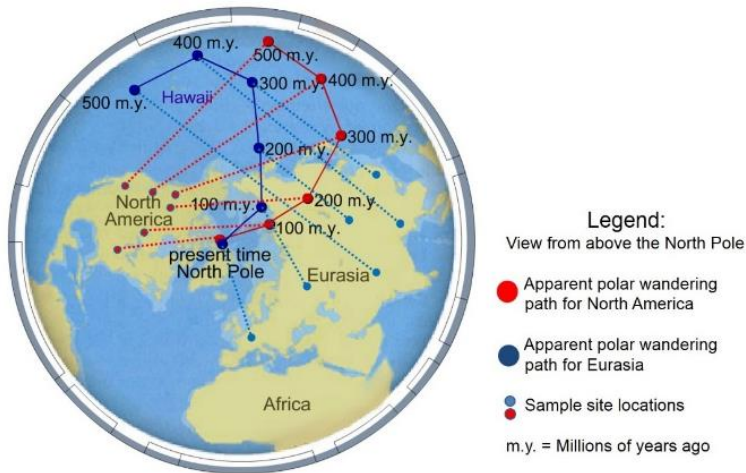 400 m.y.
500 m.y.
400 m.y.
300 m.y.
500 m.y.
Hawaii
300 m.y.
200 m.y.
North
America
100 m.y.
200 m.y.
100 m.y.
present time
North Pole
Eurasia
Africa
Legend:
View from above the North Pole
Apparent polar wandering
path for North America
Apparent polar wandering
path for Eurasia
Sample site locations
m.y. = Millions of years ago